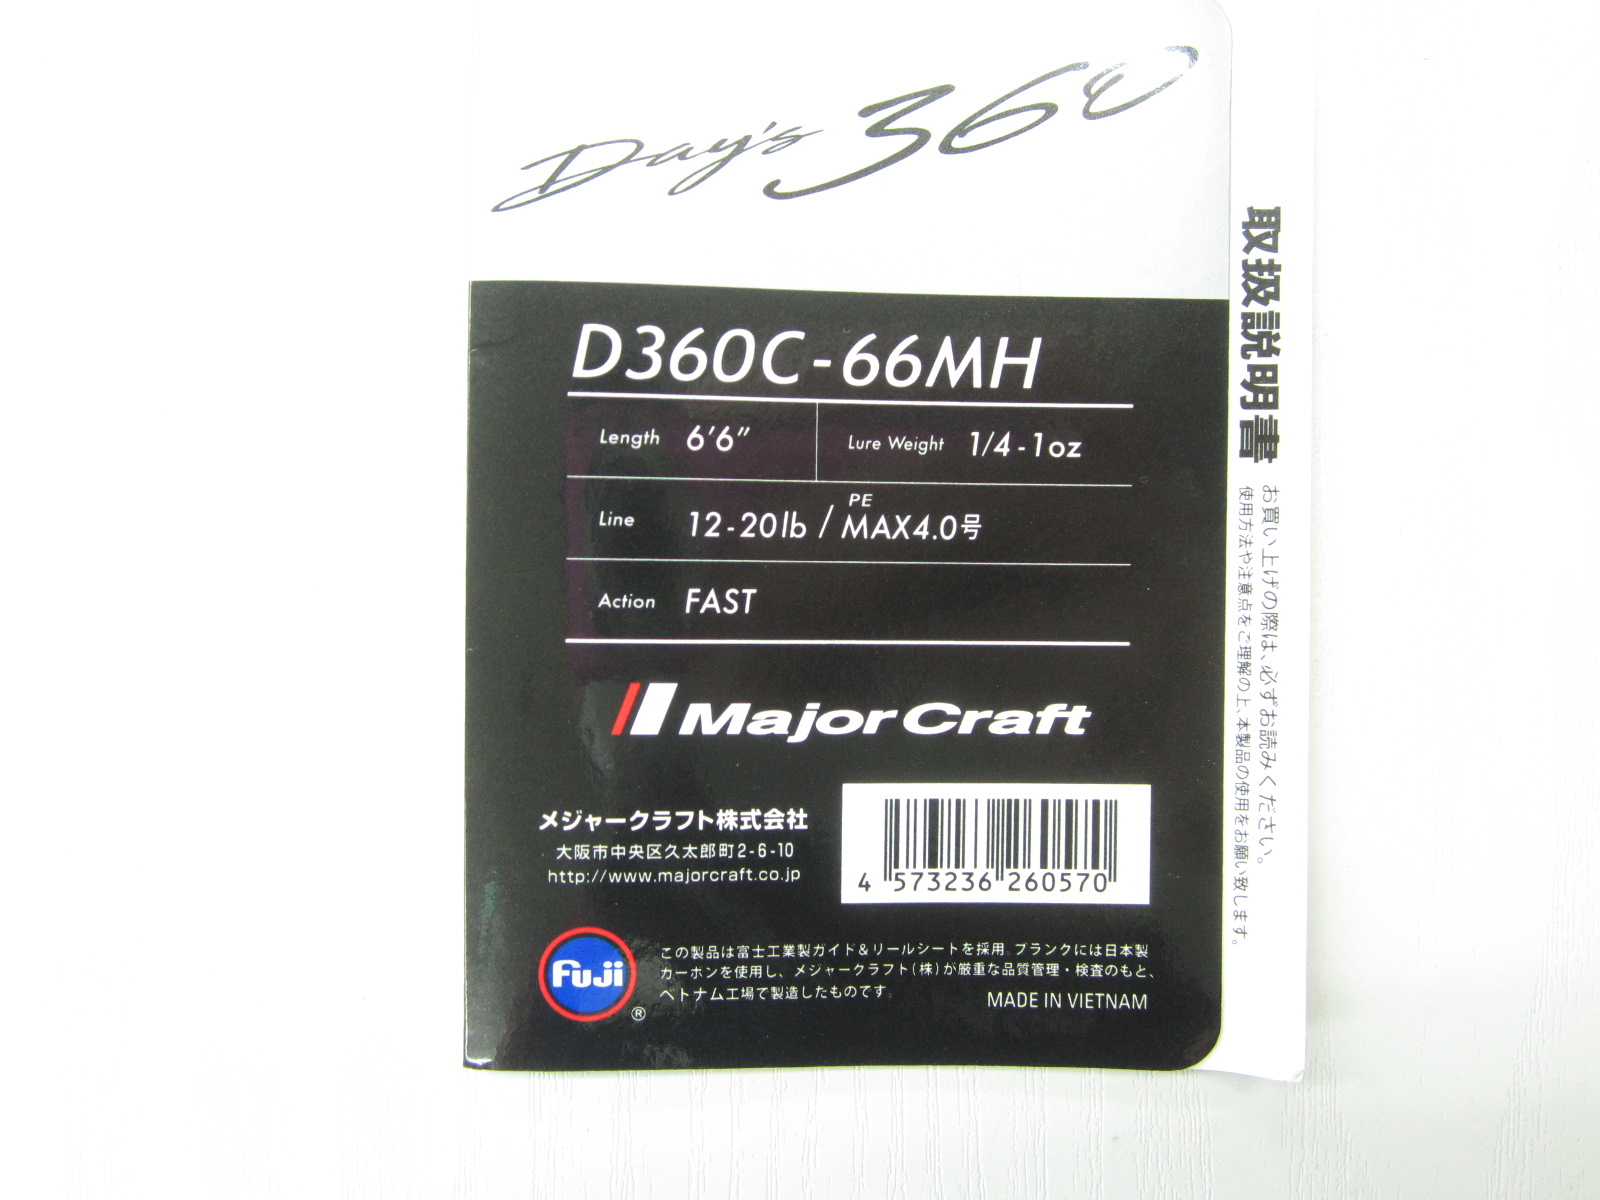 Day's 360
D360C-66MH
Length 6'6" Lure Weight 1/4-1oz
PE
Line 12-20lb / MAX4.0号
Action FAST
Major Craft
メジャークラフト株式会社
大阪市中央区久太郎町2-6-10
http://www.majorcraft.co.jp
4 573236 260570
Fuji
®
この製品は富士工業製ガイド&リールシートを採用。ブランクには日本製
カーボンを使用し、メジャークラフト(株)が厳重な品質管理・検査のもと、
ベトナム工場で製造したものです。
MADE IN VIETNAM
取扱説明書
お買い上げの際は、必ずお読みください。
使用方法や注意点をご理解の上、本製品の使用をお願い致します。